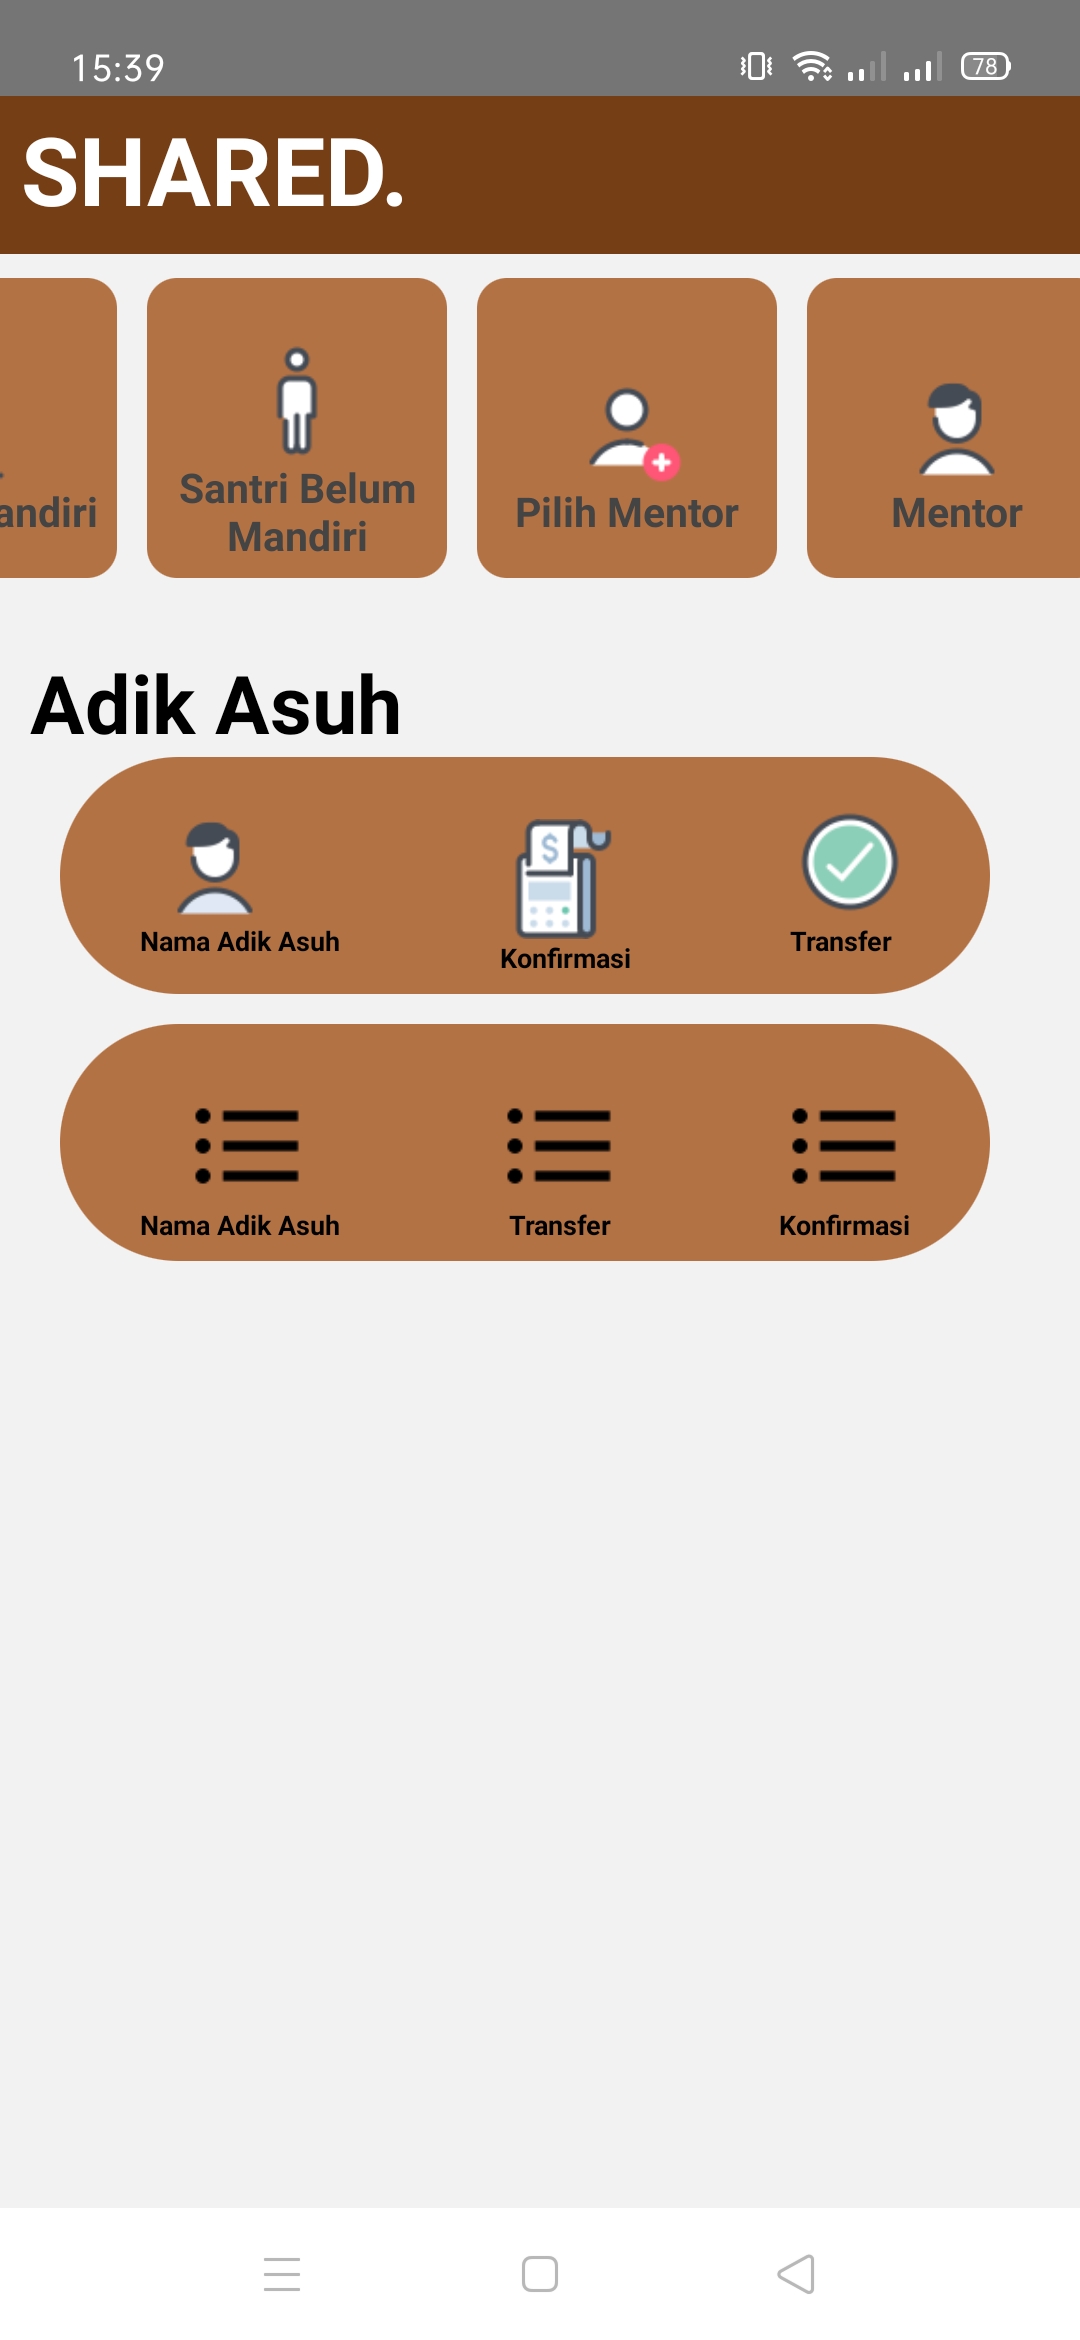 15:39
78
SHARED.
andiri
Santri Belum
Mandiri
Pilih Mentor
Mentor
Adik Asuh
$
Nama Adik Asuh
Konfirmasi
Transfer
Nama Adik Asuh
Transfer
Konfirmasi